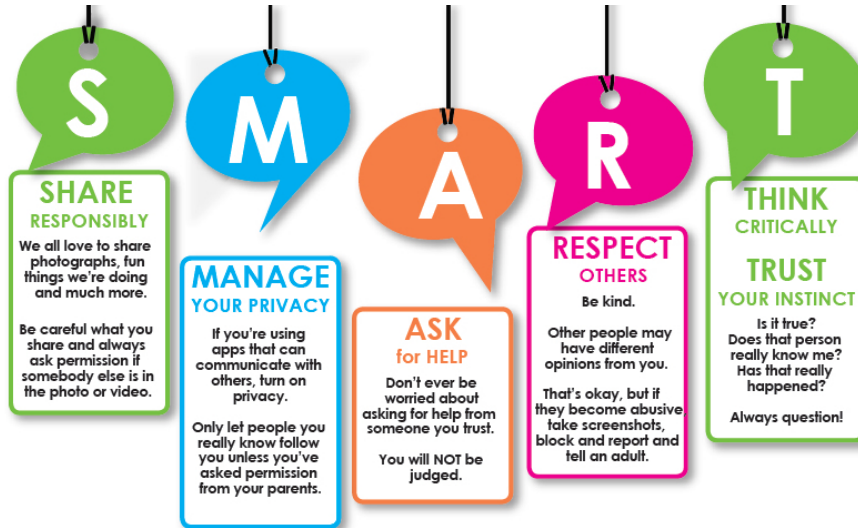 S
SHARE
RESPONSIBLY
We all love to share
photographs, fun
things we're doing
and much more.
Be careful what you
share and always
ask permission if
somebody else is in
the photo or video.
M
MANAGE
YOUR PRIVACY
If you're using
apps that can
communicate with
others, turn on
privacy.
Only let people you
really know follow
you unless you've
asked permission
from your parents.
A
ASK
for HELP
Don't ever be
worried about
asking for help from
someone you trust.
You will NOT be
judged.
R
RESPECT
OTHERS
Be kind.
Other people may
have different
opinions from you.
That's okay, but if
they become abusive
take screenshots,
block and report and
tell an adult.
T
THINK
CRITICALLY
TRUST
YOUR INSTINCT
Is it true?
Does that person
really know me?
Has that really
happened?
Always question!